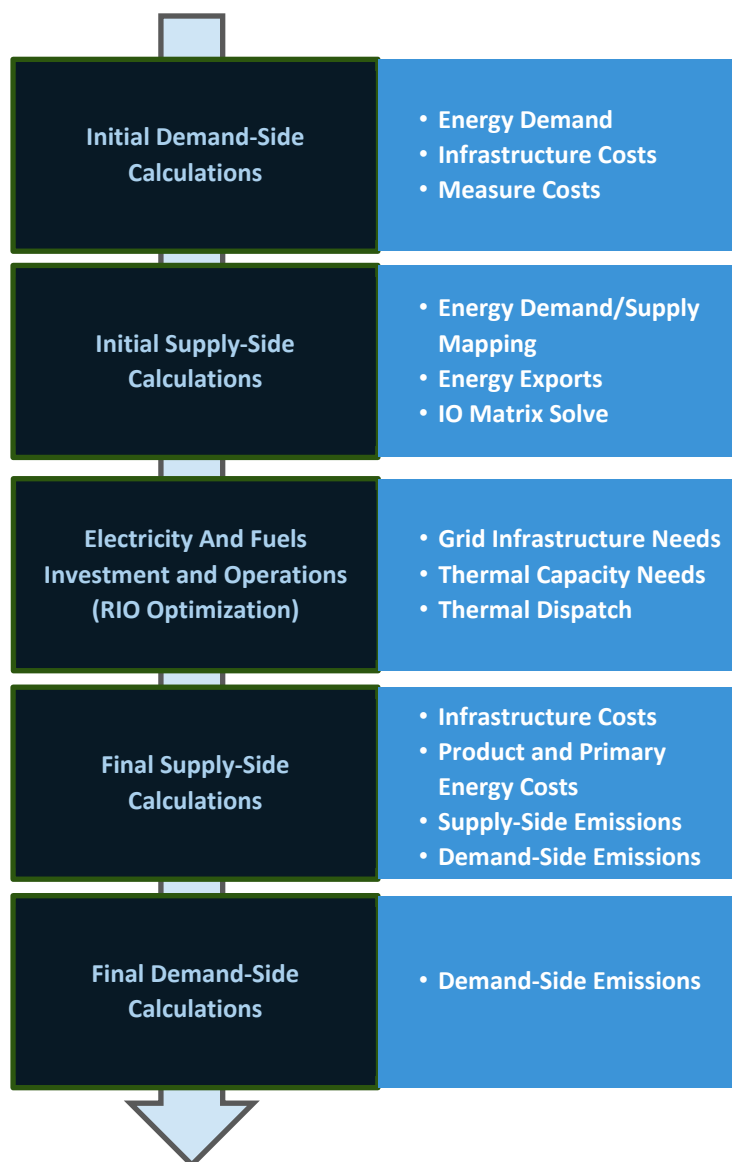 Initial Demand-Side
Calculations
• Energy Demand
• Infrastructure Costs
• Measure Costs
Initial Supply-Side
Calculations
• Energy Demand/Supply
Mapping
• Energy Exports
• IO Matrix Solve
Electricity And Fuels
Investment and Operations
(RIO Optimization)
• Grid Infrastructure Needs
• Thermal Capacity Needs
• Thermal Dispatch
Final Supply-Side
Calculations
• Infrastructure Costs
• Product and Primary
Energy Costs
• Supply-Side Emissions
• Demand-Side Emissions
Final Demand-Side
Calculations
• Demand-Side Emissions